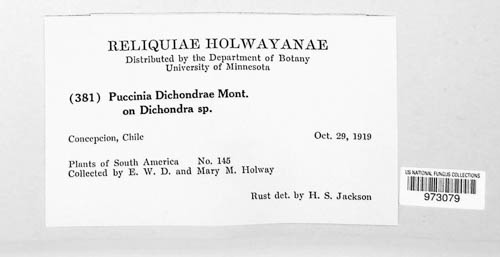 RELIQUIAE HOLWAYANAE
Distributed by the Department of Botany
University of Minnesota
(381) Puccinia Dichondrae Mont.
on Dichondra sp.
Concepcion, Chile Oct. 29, 1919
Plants of South America No. 145
Collected by E. W. D. and Mary M. Holway
Rust det. by H. S. Jackson
US NATIONAL FUNGUS COLLECTIONS
973079